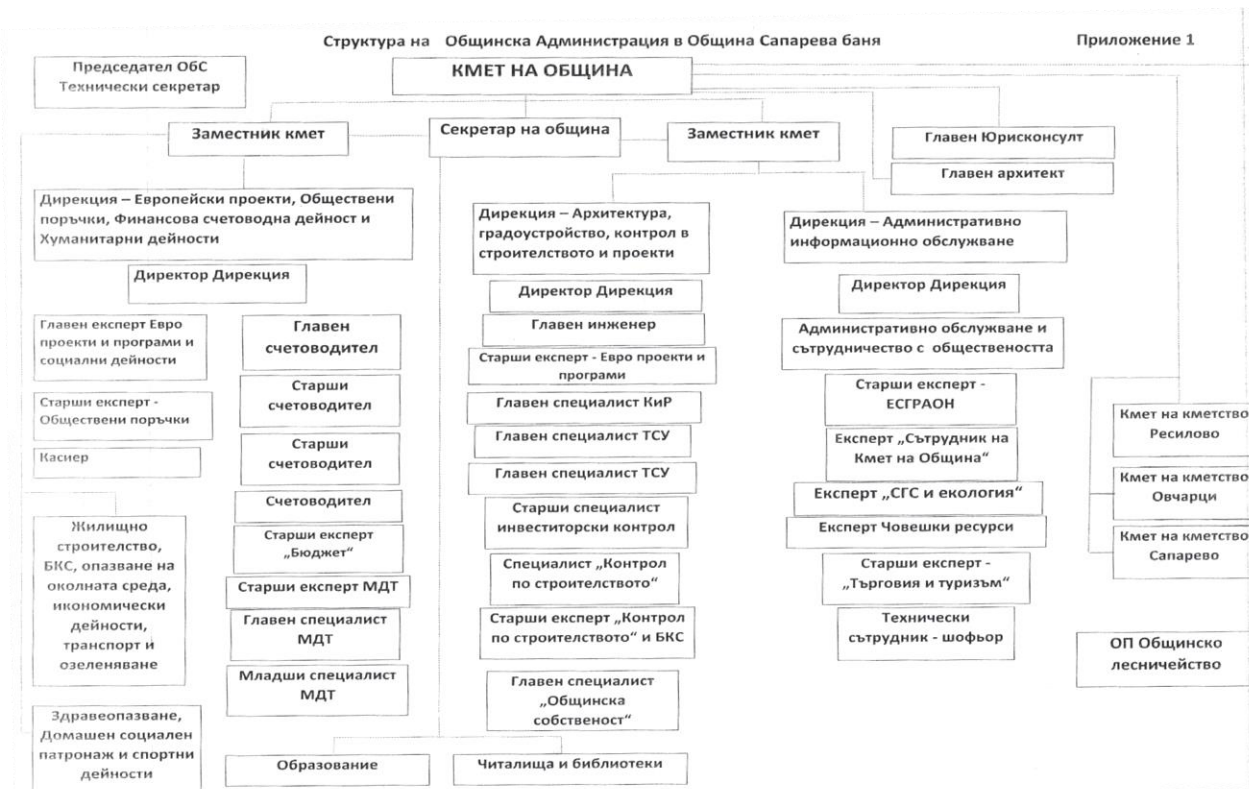 Структура на Общинска Администрация в Община Сапарева баня
Приложение 1
Председател ОбС
Технически секретар
КМЕТ НА ОБЩИНА
Заместник кмет
Секретар на община
Заместник кмет
Главен Юрисконсулт
Главен архитект
Дирекция – Европейски проекти, Обществени
поръчки, Финансова счетоводна дейност и
Хуманитарни дейности
Директор Дирекция
Главен експерт Евро
проекти и програми и
социални дейности
Старши експерт -
Обществени поръчки
Касиер
Жилищно
строителство,
БКС, опазване на
околната среда,
икономически
дейности,
транспорт и
озеленяване
Здравеопазване,
Домашен социален
патронаж и спортни
дейности
Главен
счетоводител
Старши
счетоводител
Старши
счетоводител
Счетоводител
Старши експерт
„Бюджет“
Старши експерт МДТ
Главен специалист
МДТ
Младши специалист
МДТ
Образование
Дирекция – Архитектура,
градоустройство, контрол в
строителството и проекти
Директор Дирекция
Главен инженер
Старши експерт - Евро проекти и
програми
Главен специалист КиР
Главен специалист ТСУ
Главен специалист ТСУ
Старши специалист
инвеститорски контрол
Специалист „Контрол
по строителството“
Старши експерт „Контрол
по строителството“ и БКС
Главен специалист
„Общинска
собственост“
Читалища и библиотеки
Дирекция – Административно
информационно обслужване
Директор Дирекция
Административно обслужване и
сътрудничество с обществеността
Старши експерт -
ЕСГРАОН
Експерт „Сътрудник на
Кмет на Община“
Експерт „СГС и екология“
Експерт Човешки ресурси
Старши експерт -
„Търговия и туризъм“
Технически
сътрудник - шофьор
Кмет на кметство
Ресилово
Кмет на кметство
Овчарци
Кмет на кметство
Сапарево
ОП Общинско
лесничейство